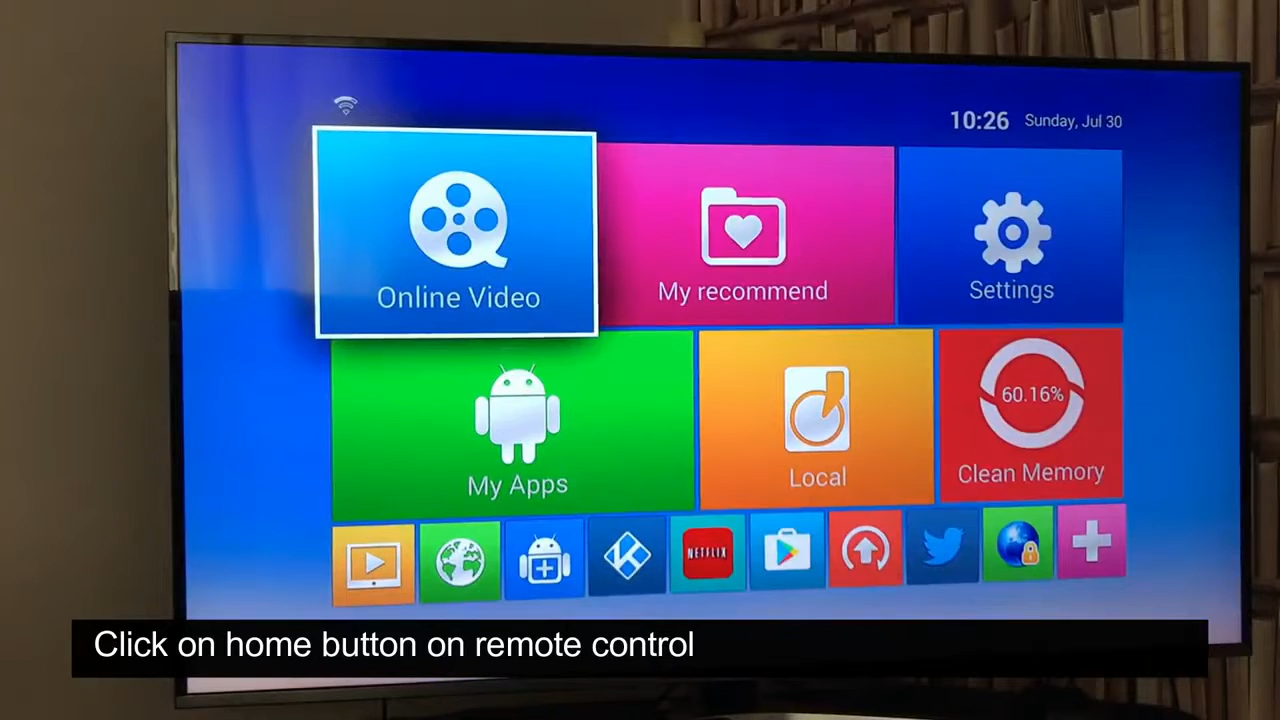 10:26 Sunday, Jul 30
Online Video
My recommend
Settings
My Apps
Local
60.16%
Clean Memory
NETFLIX
Click on home button on remote control